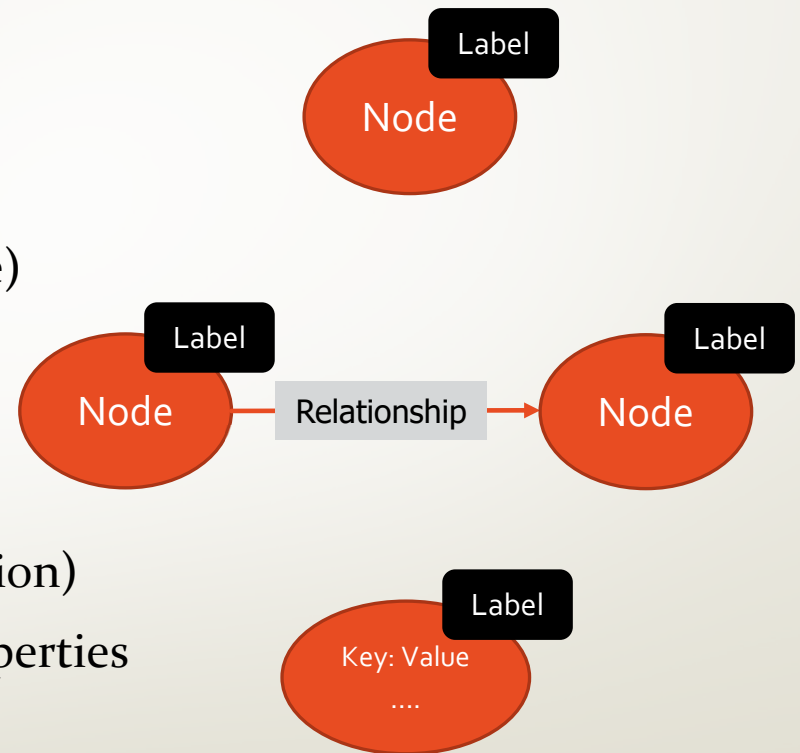 Label
Node
e)
Label
Label
Node
Relationship
Node
ion)
Label
perties
Key: Value
....